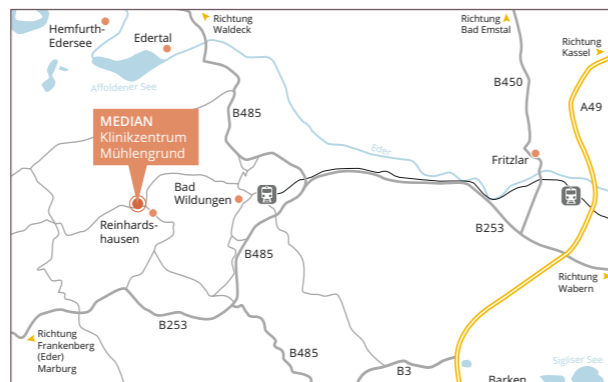 Hemfurth-
Edersee
Edertal
Affoldener See
Richtung
Waldeck
Richtung
Bad Emstal
Richtung
Kassel
B450
A49
B485
MEDIAN
Klinikzentrum
Mühlengrund
Eder
Fritzlar
Bad
Wildungen
Reinhards-
hausen
B253
B485
Richtung
Wabern
B253
Richtung
Frankenberg
(Eder)
Marburg
B485
B3
Sigliser See
Barken